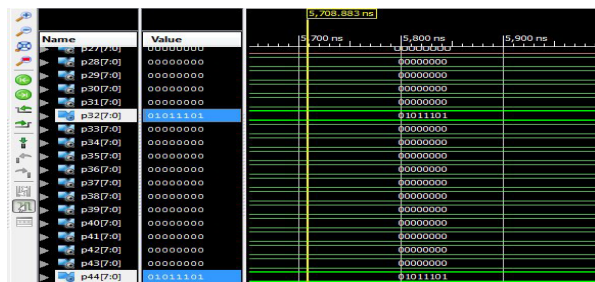 5,708.883 ns
Name Value 5,700 ns 5,800 ns 5,900 ns
p27[7:0] 00000000 00000000
p28[7:0] 00000000 00000000
p29[7:0] 00000000 00000000
p30[7:0] 00000000 00000000
p31[7:0] 00000000 00000000
p32[7:0] 01011101 01011101
p33[7:0] 00000000 00000000
p34[7:0] 00000000 00000000
p35[7:0] 00000000 00000000
p36[7:0] 00000000 00000000
p37[7:0] 00000000 00000000
p38[7:0] 00000000 00000000
p39[7:0] 00000000 00000000
p40[7:0] 00000000 00000000
p41[7:0] 00000000 00000000
p42[7:0] 00000000 00000000
p43[7:0] 00000000 00000000
p44[7:0] 01011101 01011101